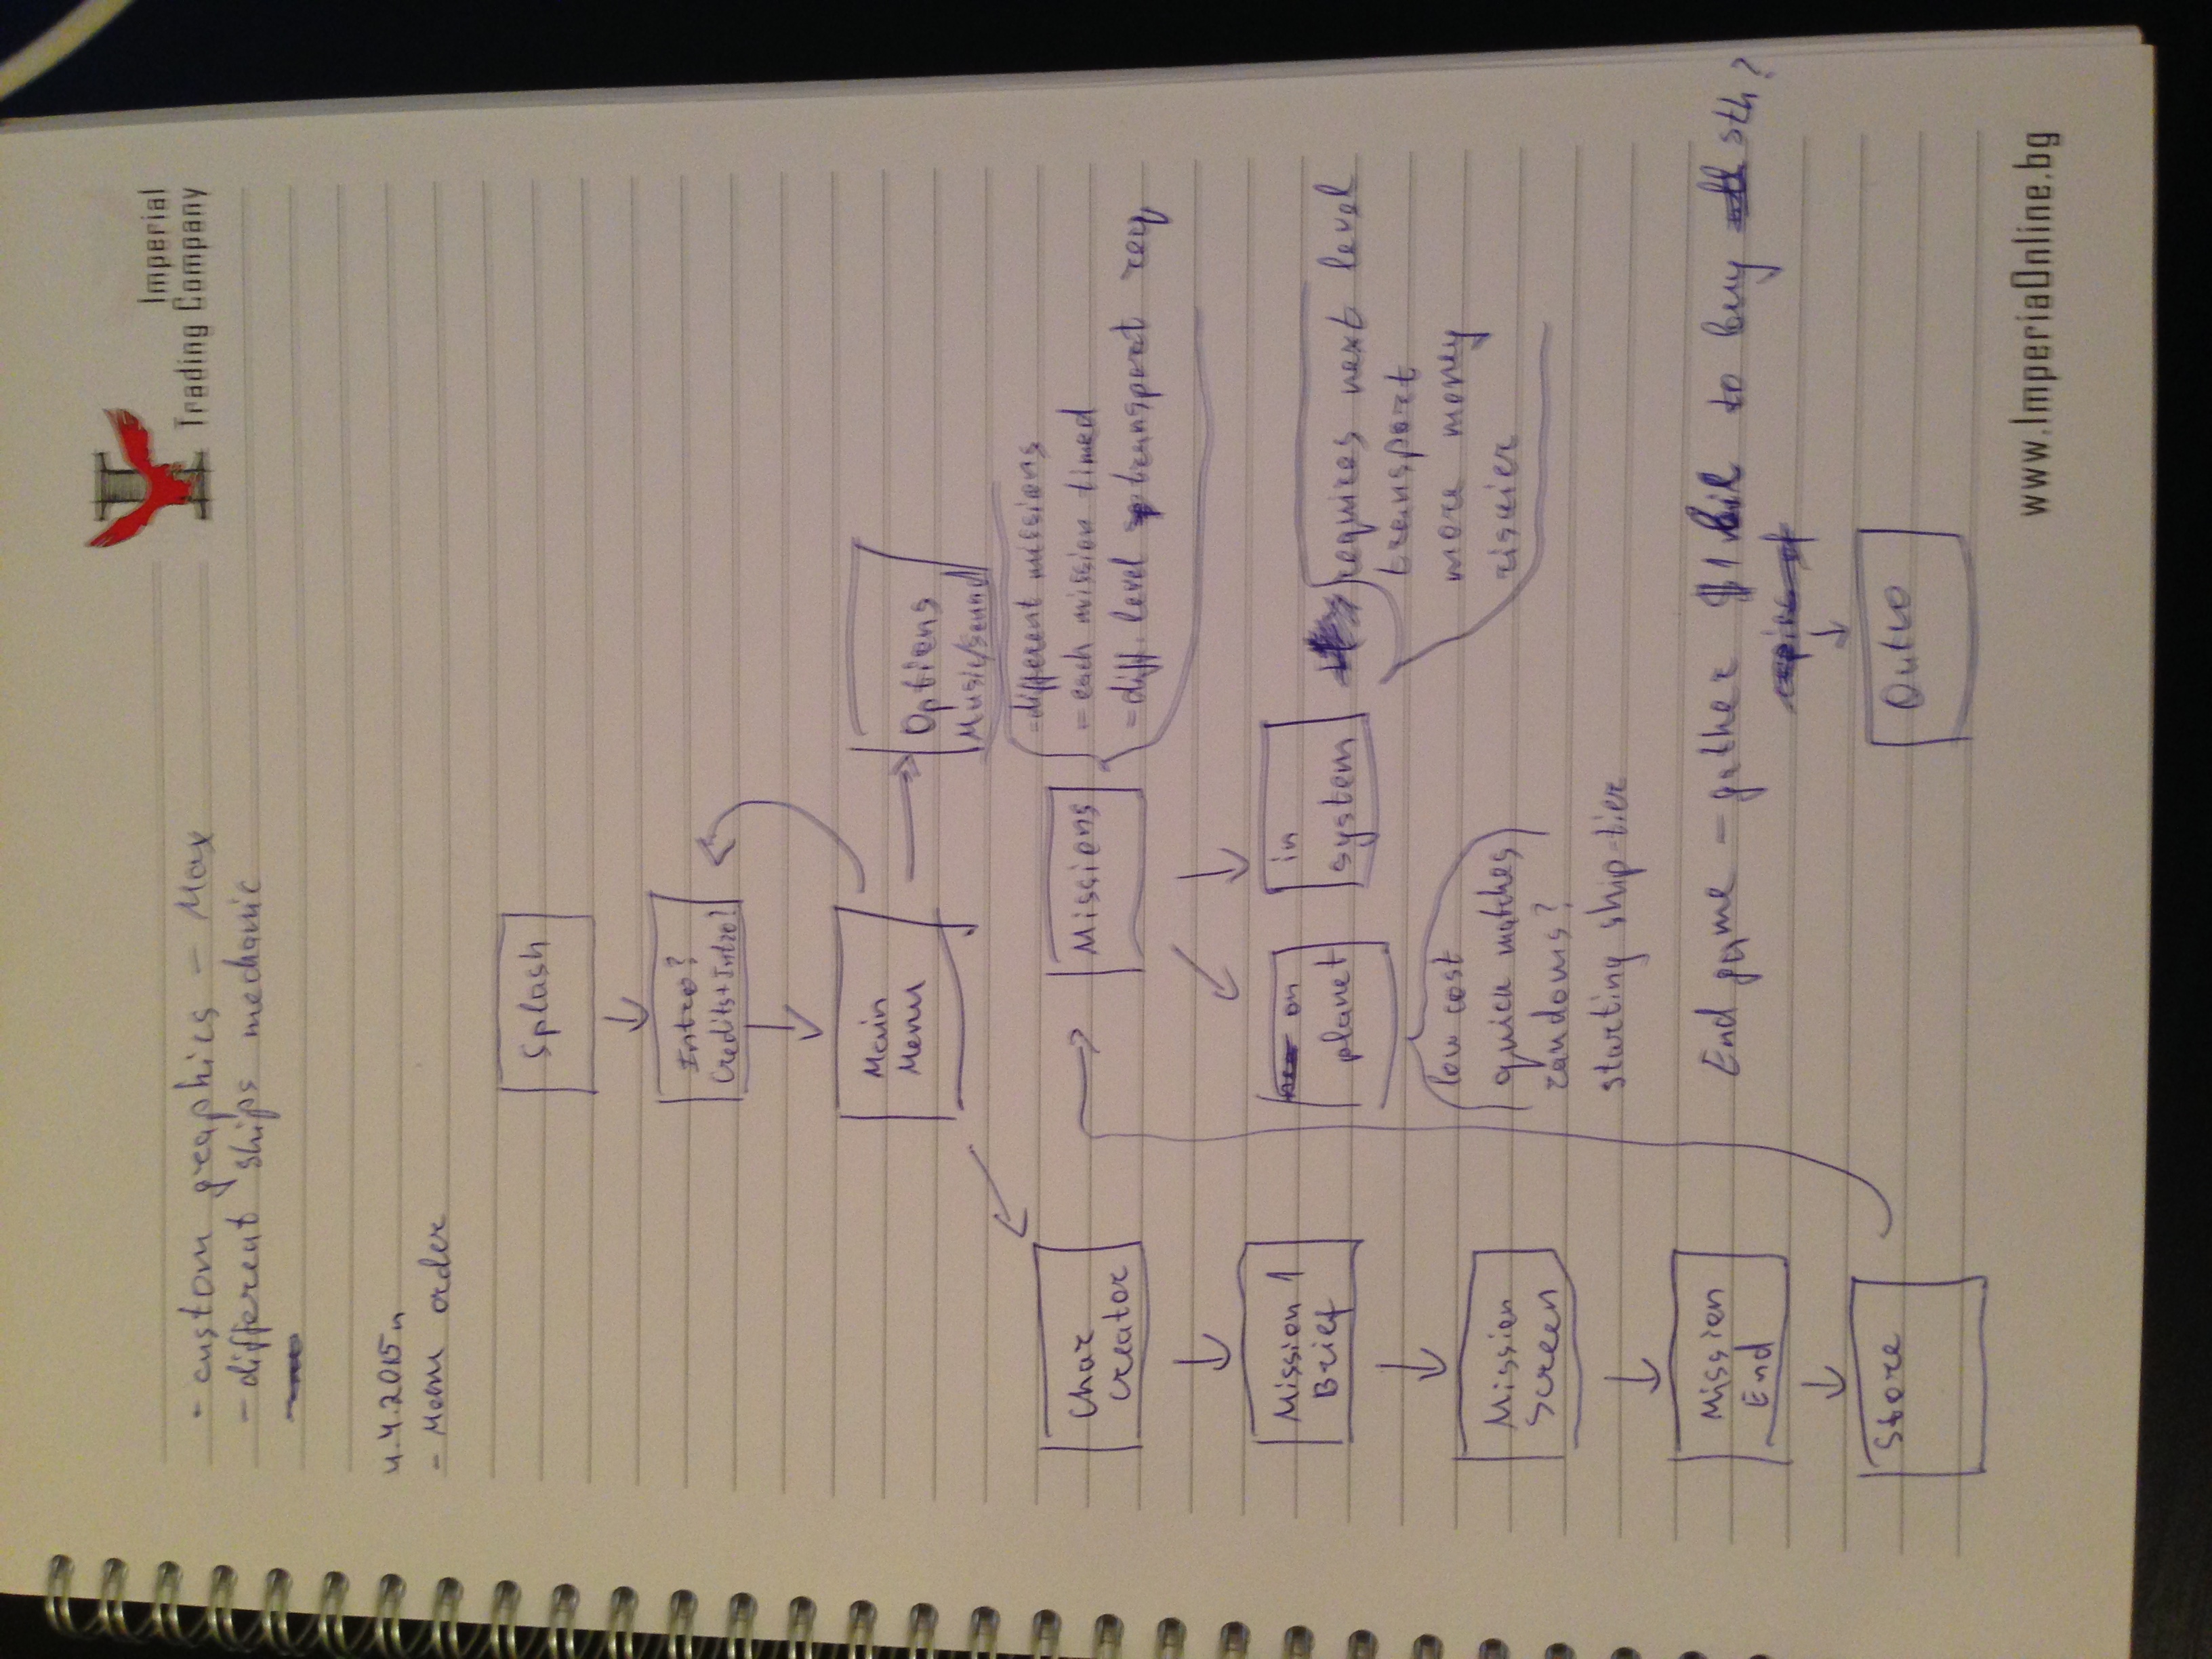 Imperial
Trading Company
- custom graphics - Max
- different ships mechanic
4.4.2015
- Menu order
Splash
Intro?
Credits+Intro?
Main
Menu
Options
Music/Sound
Char
Creator
Missions
- different missions
- each mission timed
- diff. level transport req
Mission 1
Brief
on
planet
in
system
requires next level
transport
more money
riskier
low cost
quick matches
randoms?
starting ship-tier
Mission
Screen
Mission
End
End game - gather $1 bil to buy sth?
Store
Outro
www.ImperiaOnline.bg